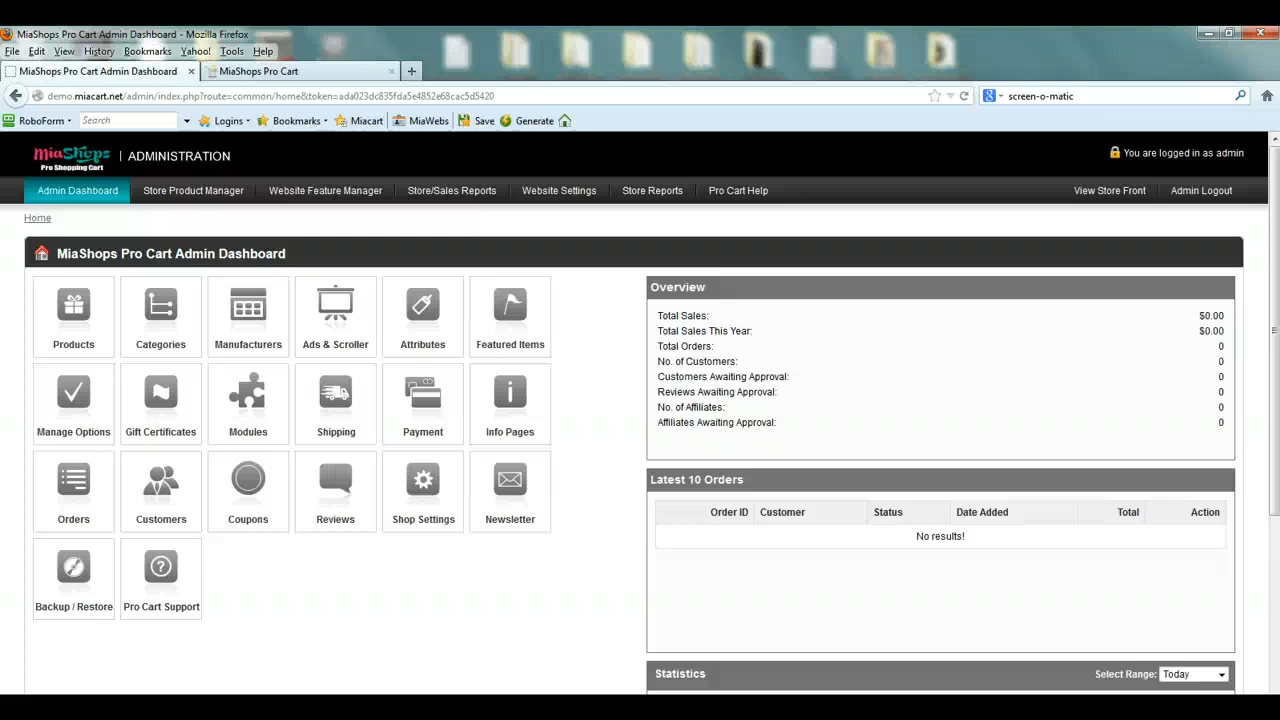 MiaShops Pro Cart Admin Dashboard - Mozilla Firefox
File Edit View History Bookmarks Yahoo! Tools Help
MiaShops Pro Cart Admin Dashboard × MiaShops Pro Cart × +
demo.miacart.net/admin/index.php?route=common/home&token=ada023dc835fda5e4852e68cac5d5420 screen-o-matic
RoboForm Search Logins Bookmarks Miacart MiaWebs Save Generate
MiaShops | ADMINISTRATION You are logged in as admin
Pro Shopping Cart
Admin Dashboard Store Product Manager Website Feature Manager Store/Sales Reports Website Settings Store Reports Pro Cart Help View Store Front Admin Logout
Home
MiaShops Pro Cart Admin Dashboard
Products Categories Manufacturers Ads & Scroller Attributes Featured Items
Manage Options Gift Certificates Modules Shipping Payment Info Pages
Orders Customers Coupons Reviews Shop Settings Newsletter
Backup / Restore Pro Cart Support
Overview
Total Sales: $0.00
Total Sales This Year: $0.00
Total Orders: 0
No. of Customers: 0
Customers Awaiting Approval: 0
Reviews Awaiting Approval: 0
No. of Affiliates: 0
Affiliates Awaiting Approval: 0
Latest 10 Orders
Order ID Customer Status Date Added Total Action
No results!
Statistics Select Range: Today